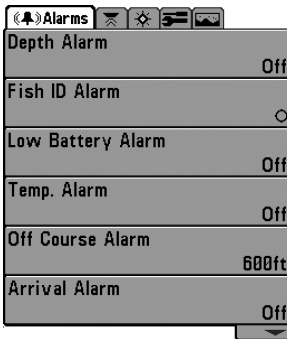 Alarms
Depth Alarm
Off
Fish ID Alarm
Low Battery Alarm
Off
Temp. Alarm
Off
Off Course Alarm
600ft
Arrival Alarm
Off